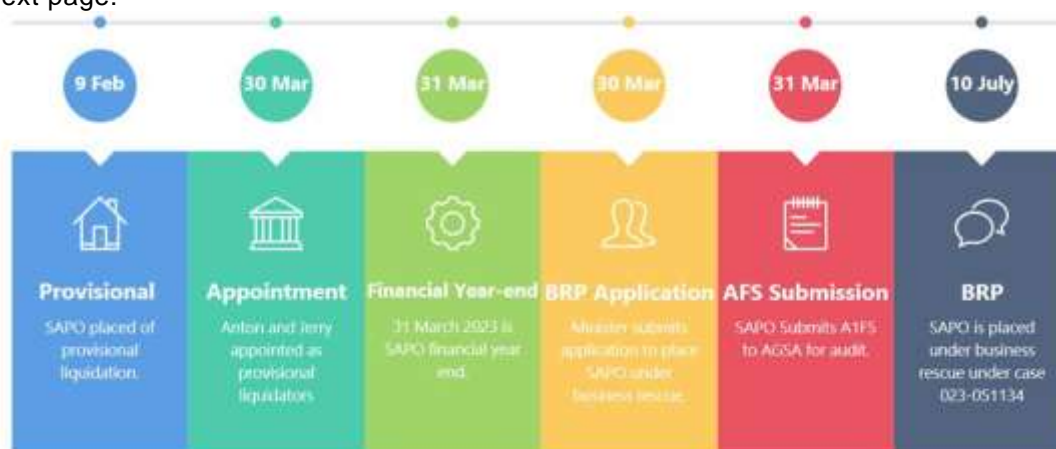 ext page.
9 Feb
30 Mar
31 Mar
30 Mar
31 Mar
10 July
Provisional
SAPO placed of
provisional
liquidation.
Appointment
Anton and Jerry
appointed as
provisional
liquidators
Financial Year-end
31 March 2023 is
SAPO financial year
end.
BRP Application
Minister submits
application to place
SAPO under
business rescue.
AFS Submission
SAPO Submits A1FS
to AGSA for audit.
BRP
SAPO is placed
under business
rescue under case
023-051134